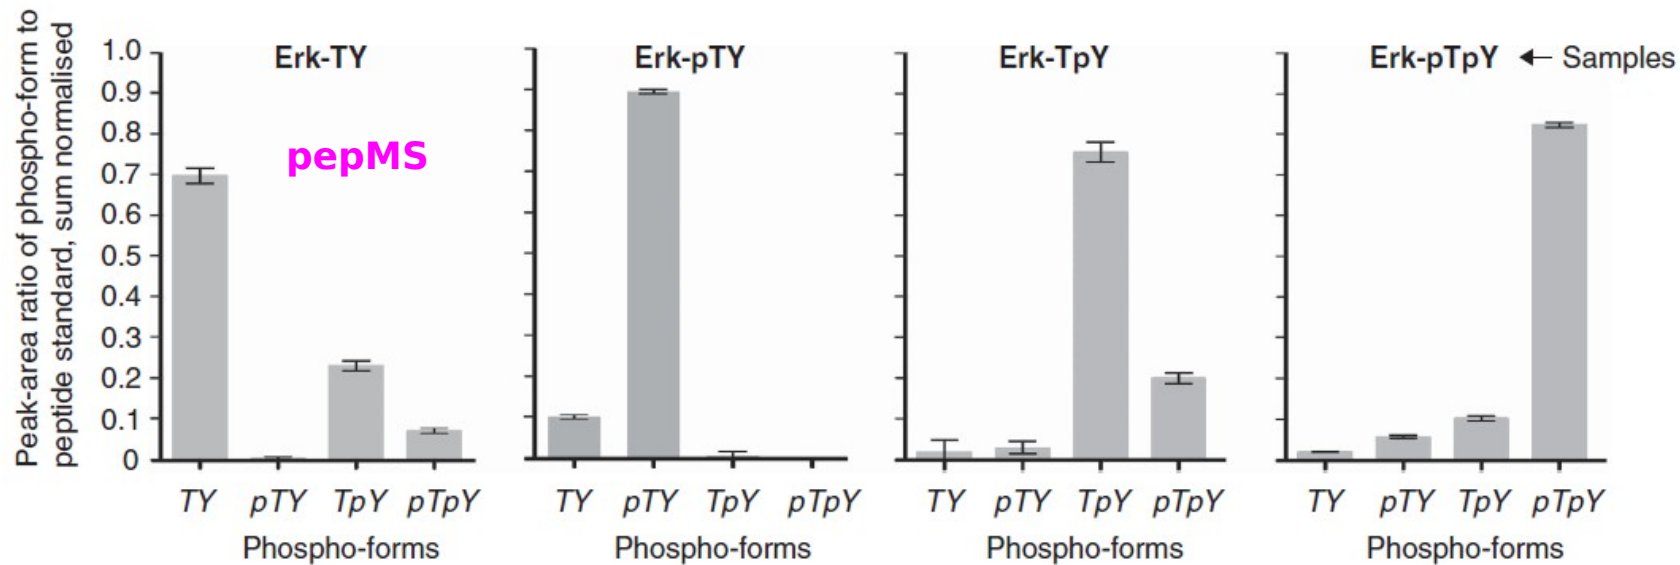 Peak-area ratio of phospho-form to
peptide standard, sum normalised
1.0
0.9
0.8
0.7
0.6
0.5
0.4
0.3
0.2
0.1
0
Erk-TY
pepMS
TY pTY TpY pTpY
Phospho-forms
Erk-pTY
TY pTY TpY pTpY
Phospho-forms
Erk-TpY
TY pTY TpY pTpY
Phospho-forms
Erk-pTpY ← Samples
TY pTY TpY pTpY
Phospho-forms